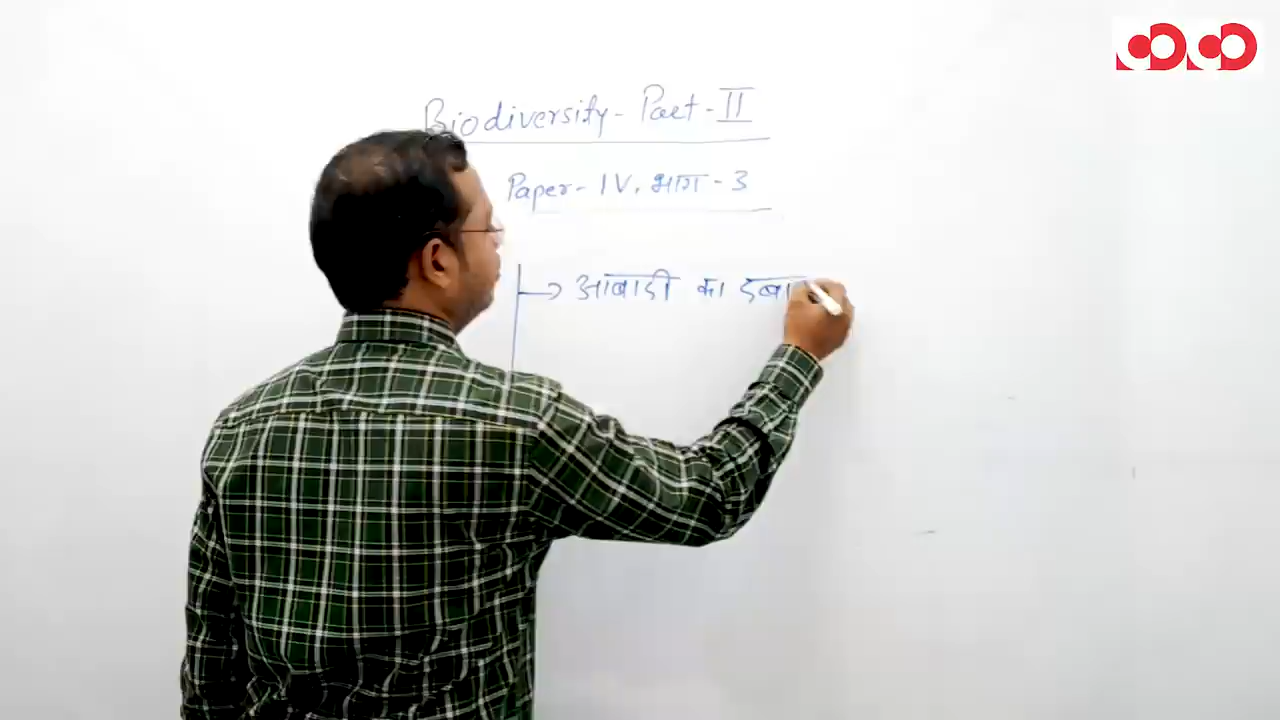 Biodiversity - Part - II
Paper - IV, भाग - 3
→ आबादी का दबा